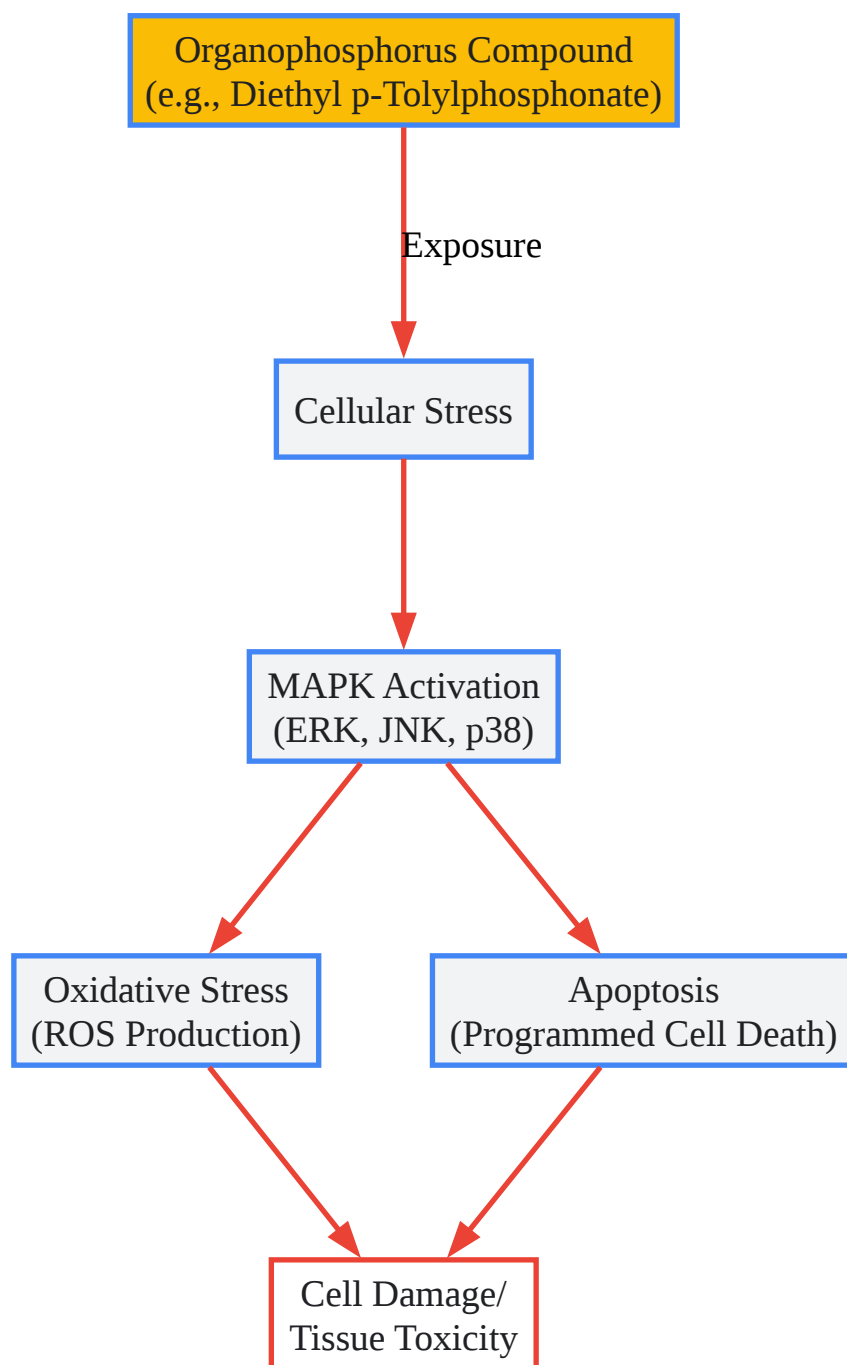 Organophosphorus Compound
(e.g., Diethyl p-Tolylphosphonate)
Exposure
Cellular Stress
MAPK Activation
(ERK, JNK, p38)
Oxidative Stress
(ROS Production)
Apoptosis
(Programmed Cell Death)
Cell Damage/
Tissue Toxicity